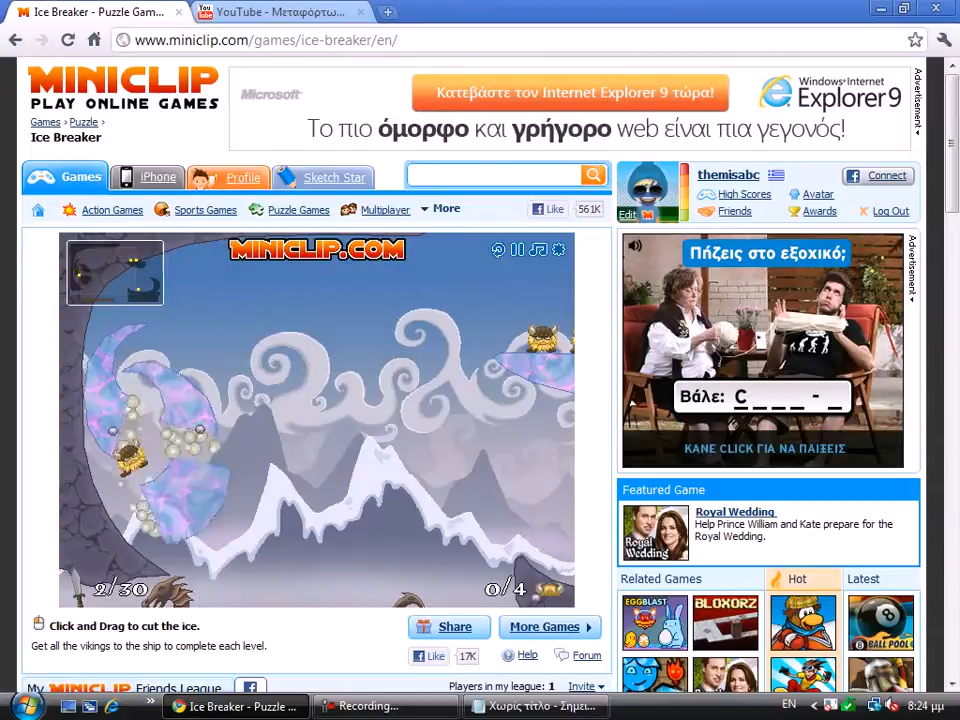 Ice Breaker - Puzzle Gam...
YouTube - Μεταφόρτω...
www.miniclip.com/games/ice-breaker/en/
MINICLIP
PLAY ONLINE GAMES
Games › Puzzle ›
Ice Breaker
Microsoft
Κατεβάστε τον Internet Explorer 9 τώρα!
Το πιο όμορφο και γρήγορο web είναι πια γεγονός!
Windows Internet
Explorer 9
Advertisement
Games
iPhone
Profile
Sketch Star
themisabc
Connect
High Scores
Avatar
Edit
Friends
Awards
Log Out
Action Games
Sports Games
Puzzle Games
Multiplayer
More
Like
561K
MINICLIP.COM
2/30
0/4
Πήζεις στο εξοχικό;
Βάλε: C _ _ _ _ - _
ΚΑΝΕ CLICK ΓΙΑ ΝΑ ΠΑΙΞΕΙΣ
Advertisement
Featured Game
Royal Wedding
Help Prince William and Kate prepare for the
Royal Wedding.
Royal
Wedding
Related Games
Hot
Latest
EGGBLAST
BLOXORZ
8 BALL POOL
Click and Drag to cut the ice.
Get all the vikings to the ship to complete each level.
Share
More Games
Like
17K
Help
Forum
My MINICLIP Friends League
Players in my league: 1
Invite
Ice Breaker - Puzzle ...
Recording...
Χωρίς τίτλο - Σημει...
EN
8:24 μμ